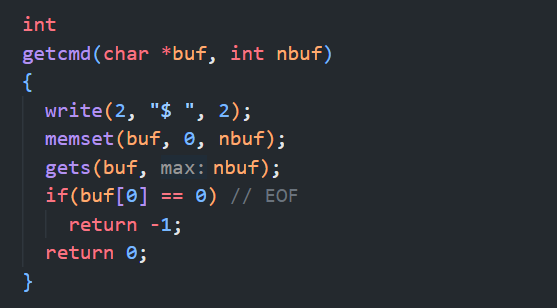 int
getcmd(char *buf, int nbuf)
{
  write(2, "$ ", 2);
  memset(buf, 0, nbuf);
  gets(buf, max: nbuf);
  if(buf[0] == 0) // EOF
    return -1;
  return 0;
}